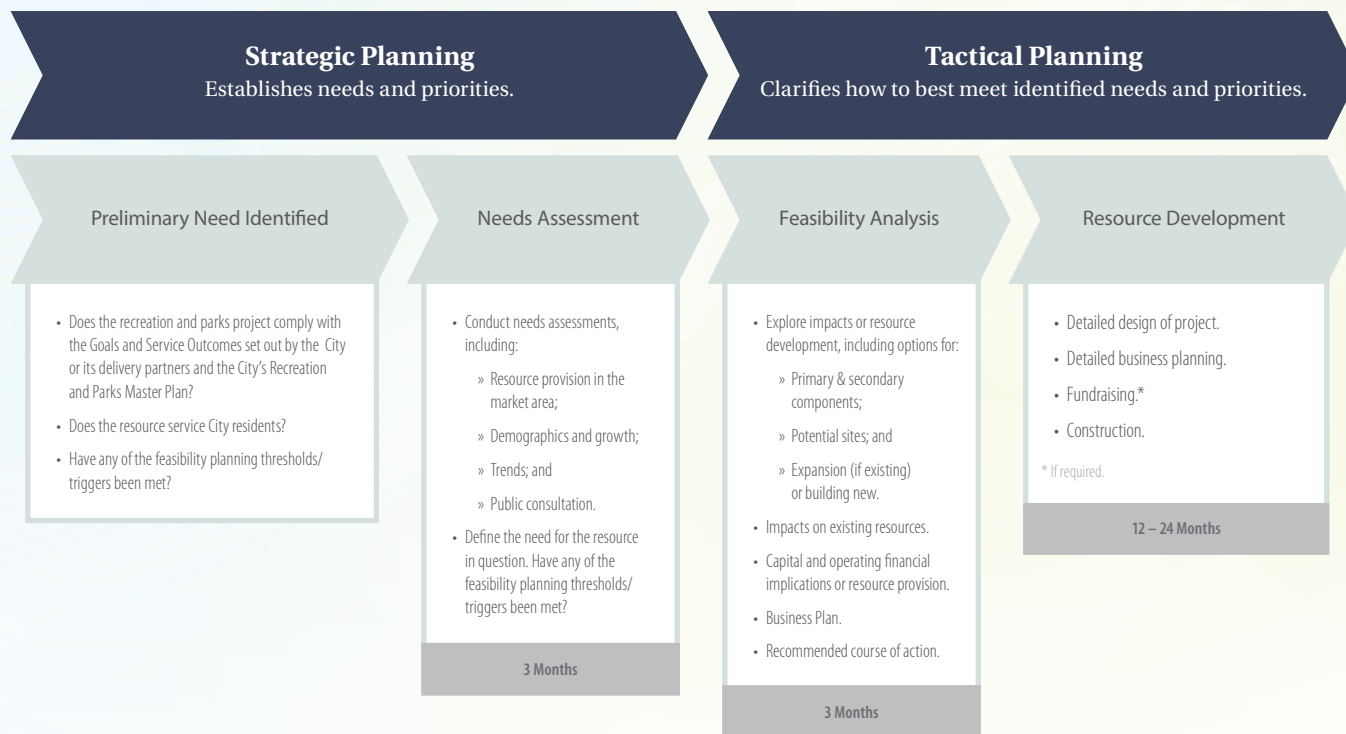 Strategic Planning
Establishes needs and priorities.
Tactical Planning
Clarifies how to best meet identified needs and priorities.
Preliminary Need Identified
• Does the recreation and parks project comply with
the Goals and Service Outcomes set out by the City
or its delivery partners and the City’s Recreation
and Parks Master Plan?
• Does the resource service City residents?
• Have any of the feasibility planning thresholds/
triggers been met?
Needs Assessment
• Conduct needs assessments,
including:
» Resource provision in the
market area;
» Demographics and growth;
» Trends; and
» Public consultation.
• Define the need for the resource
in question. Have any of the
feasibility planning thresholds/
triggers been met?
3 Months
Feasibility Analysis
• Explore impacts or resource
development, including options for:
» Primary & secondary
components;
» Potential sites; and
» Expansion (if existing)
or building new.
• Impacts on existing resources.
• Capital and operating financial
implications or resource provision.
• Business Plan.
• Recommended course of action.
3 Months
Resource Development
• Detailed design of project.
• Detailed business planning.
• Fundraising.*
• Construction.
* If required.
12 – 24 Months